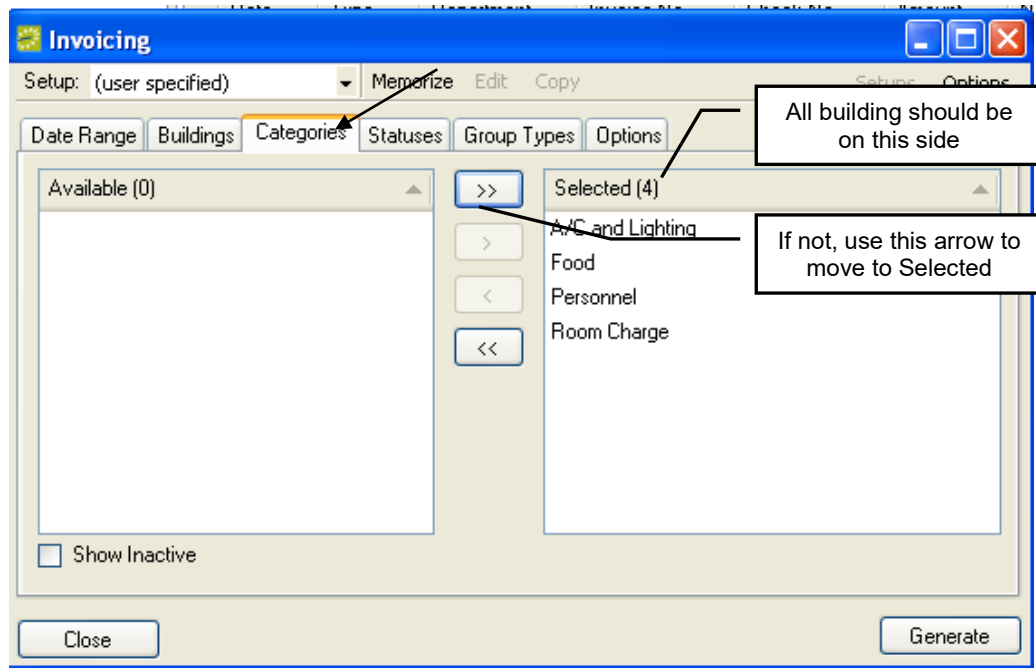 Invoicing
Setup: (user specified) Memorize Edit Copy Setups Options
All building should be
on this side
Date Range Buildings Categories Statuses Group Types Options
Available (0) >> Selected (4)
A/C and Lighting
> Food
If not, use this arrow to
move to Selected
< Personnel
<< Room Charge
Show Inactive
Close Generate